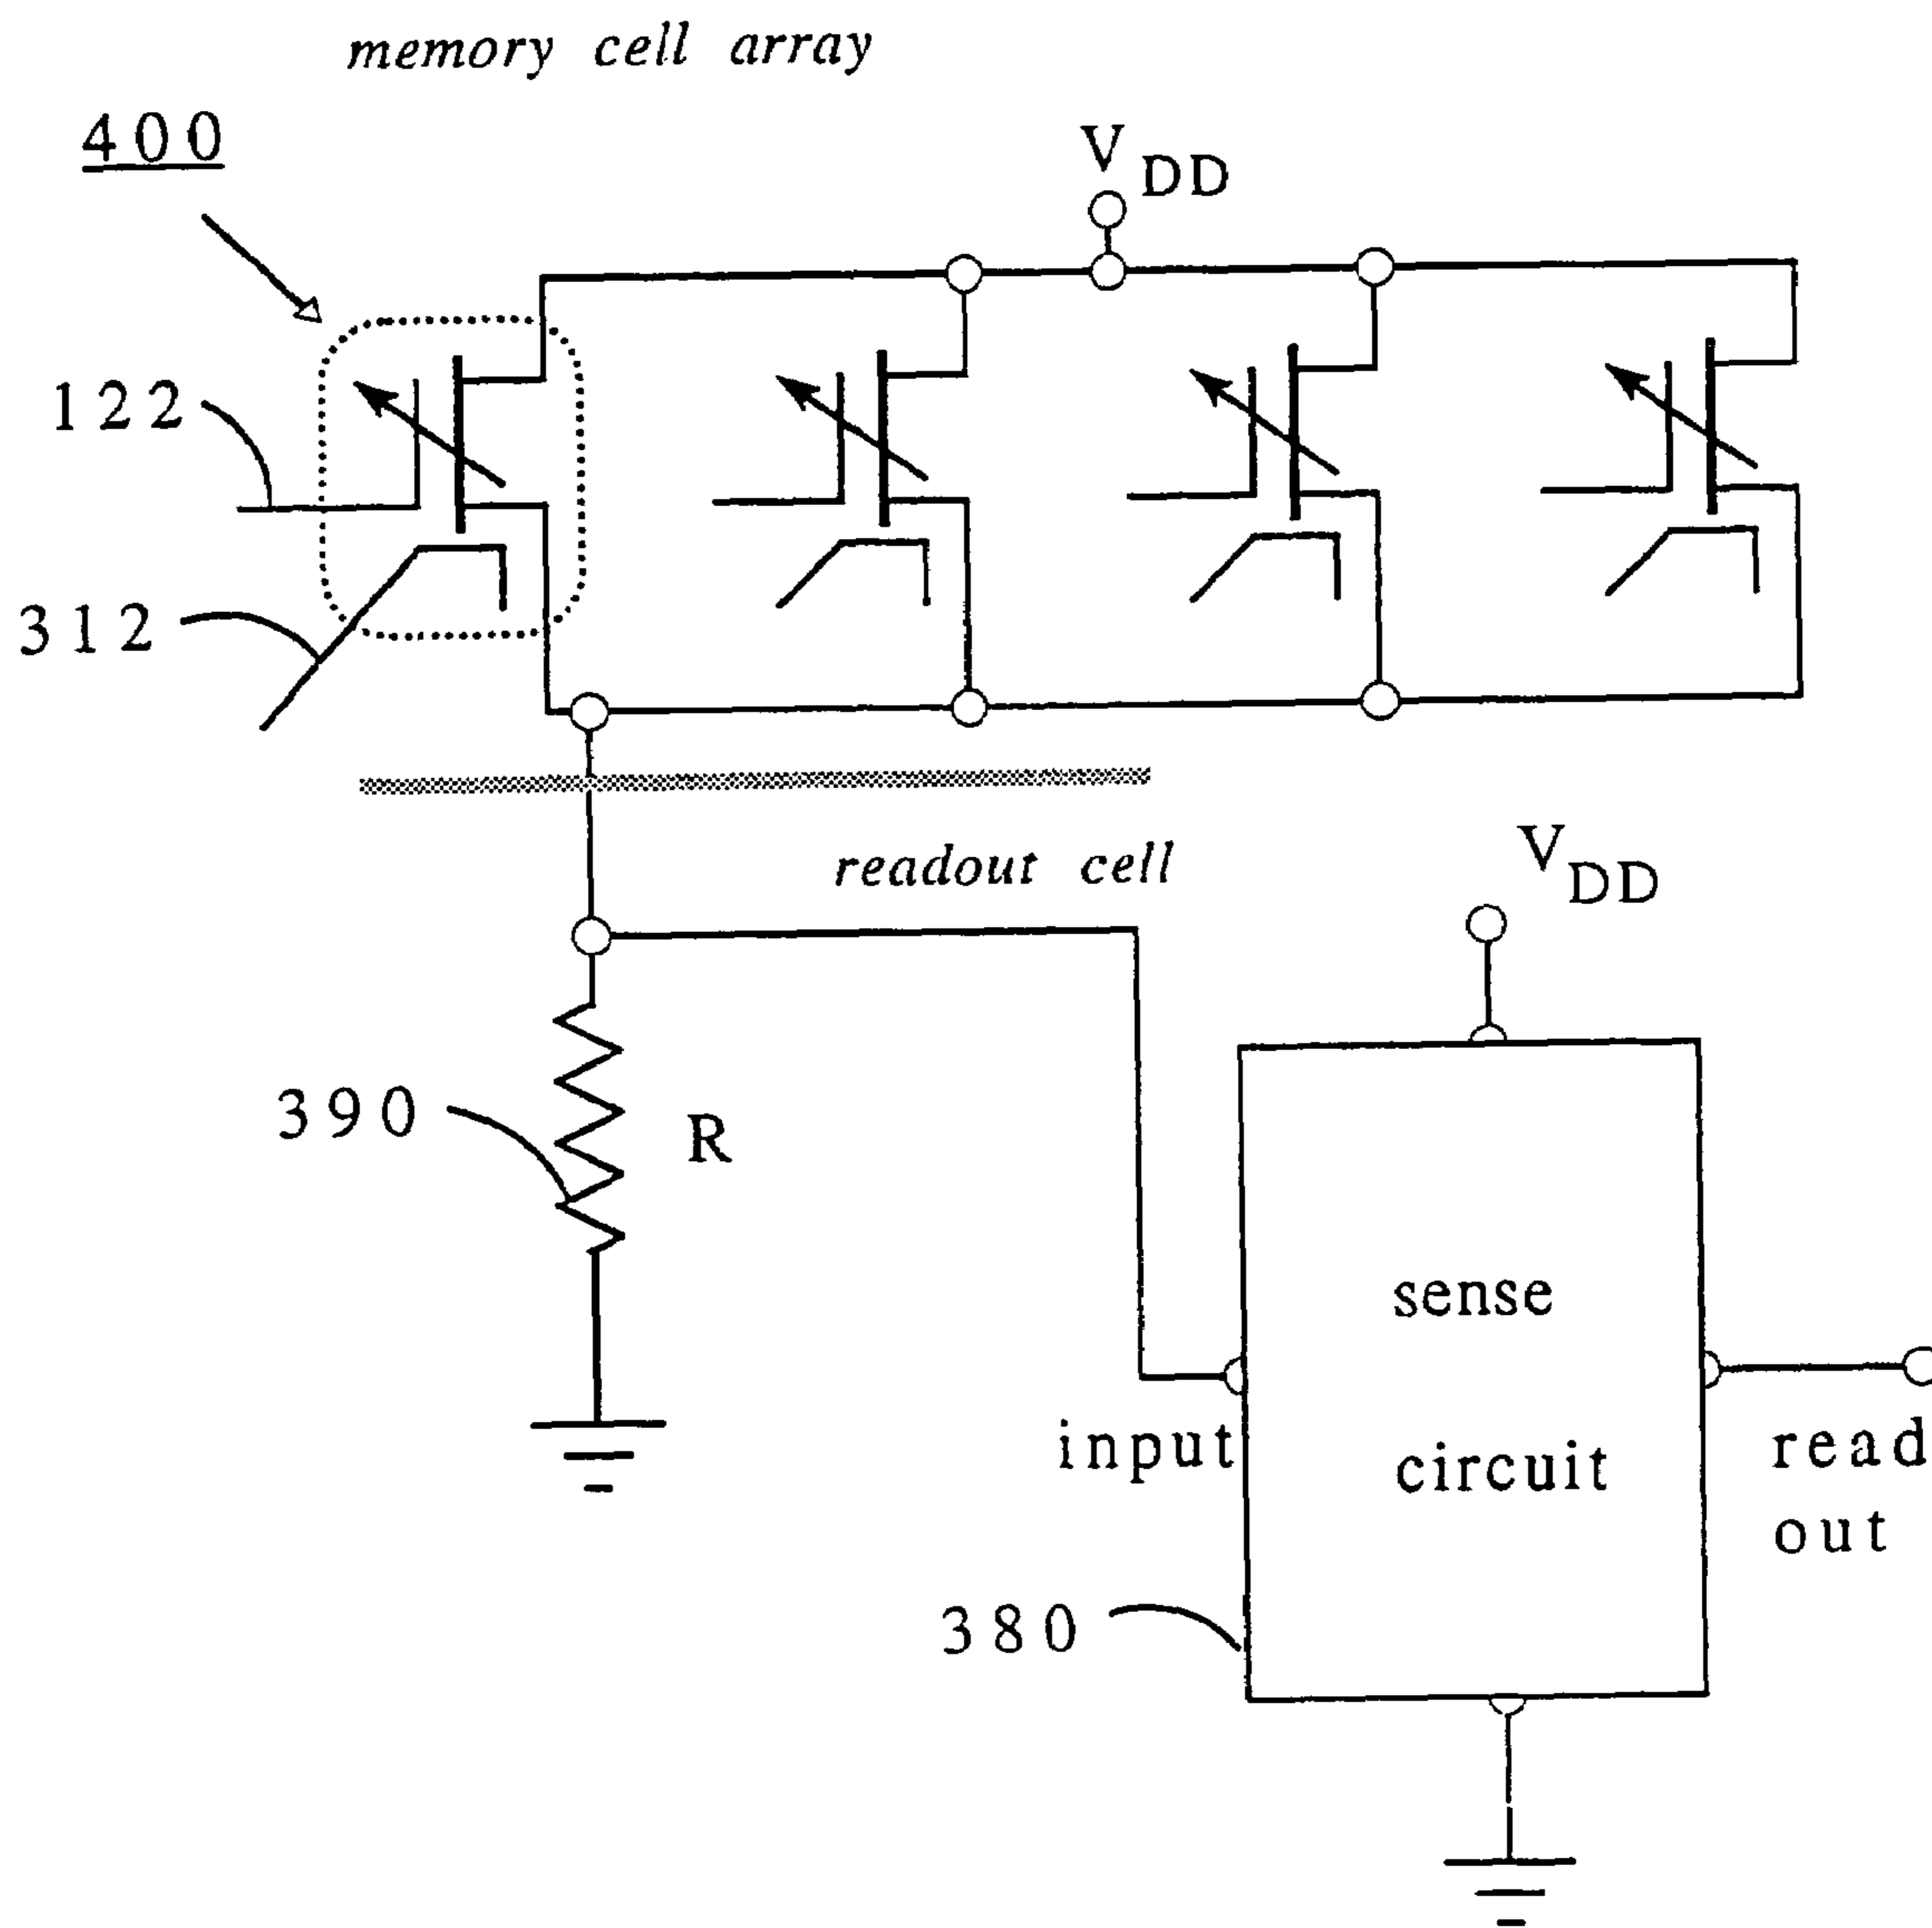 memory cell array
400
V DD
122
312
readout cell
V DD
390
R
sense
circuit
input
read
out
380